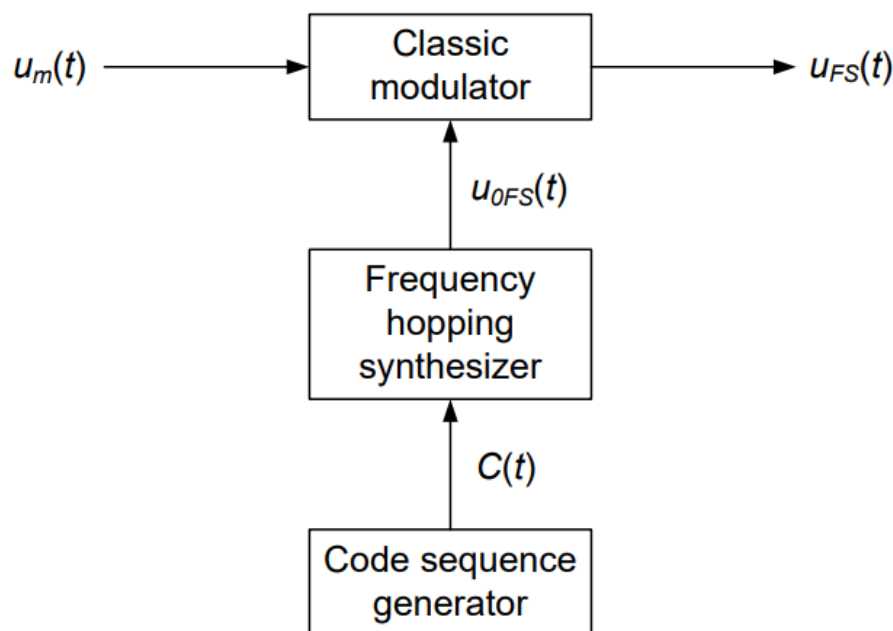 Classic
modulator
u_m(t)
u_FS(t)
u_0FS(t)
Frequency
hopping
synthesizer
C(t)
Code sequence
generator